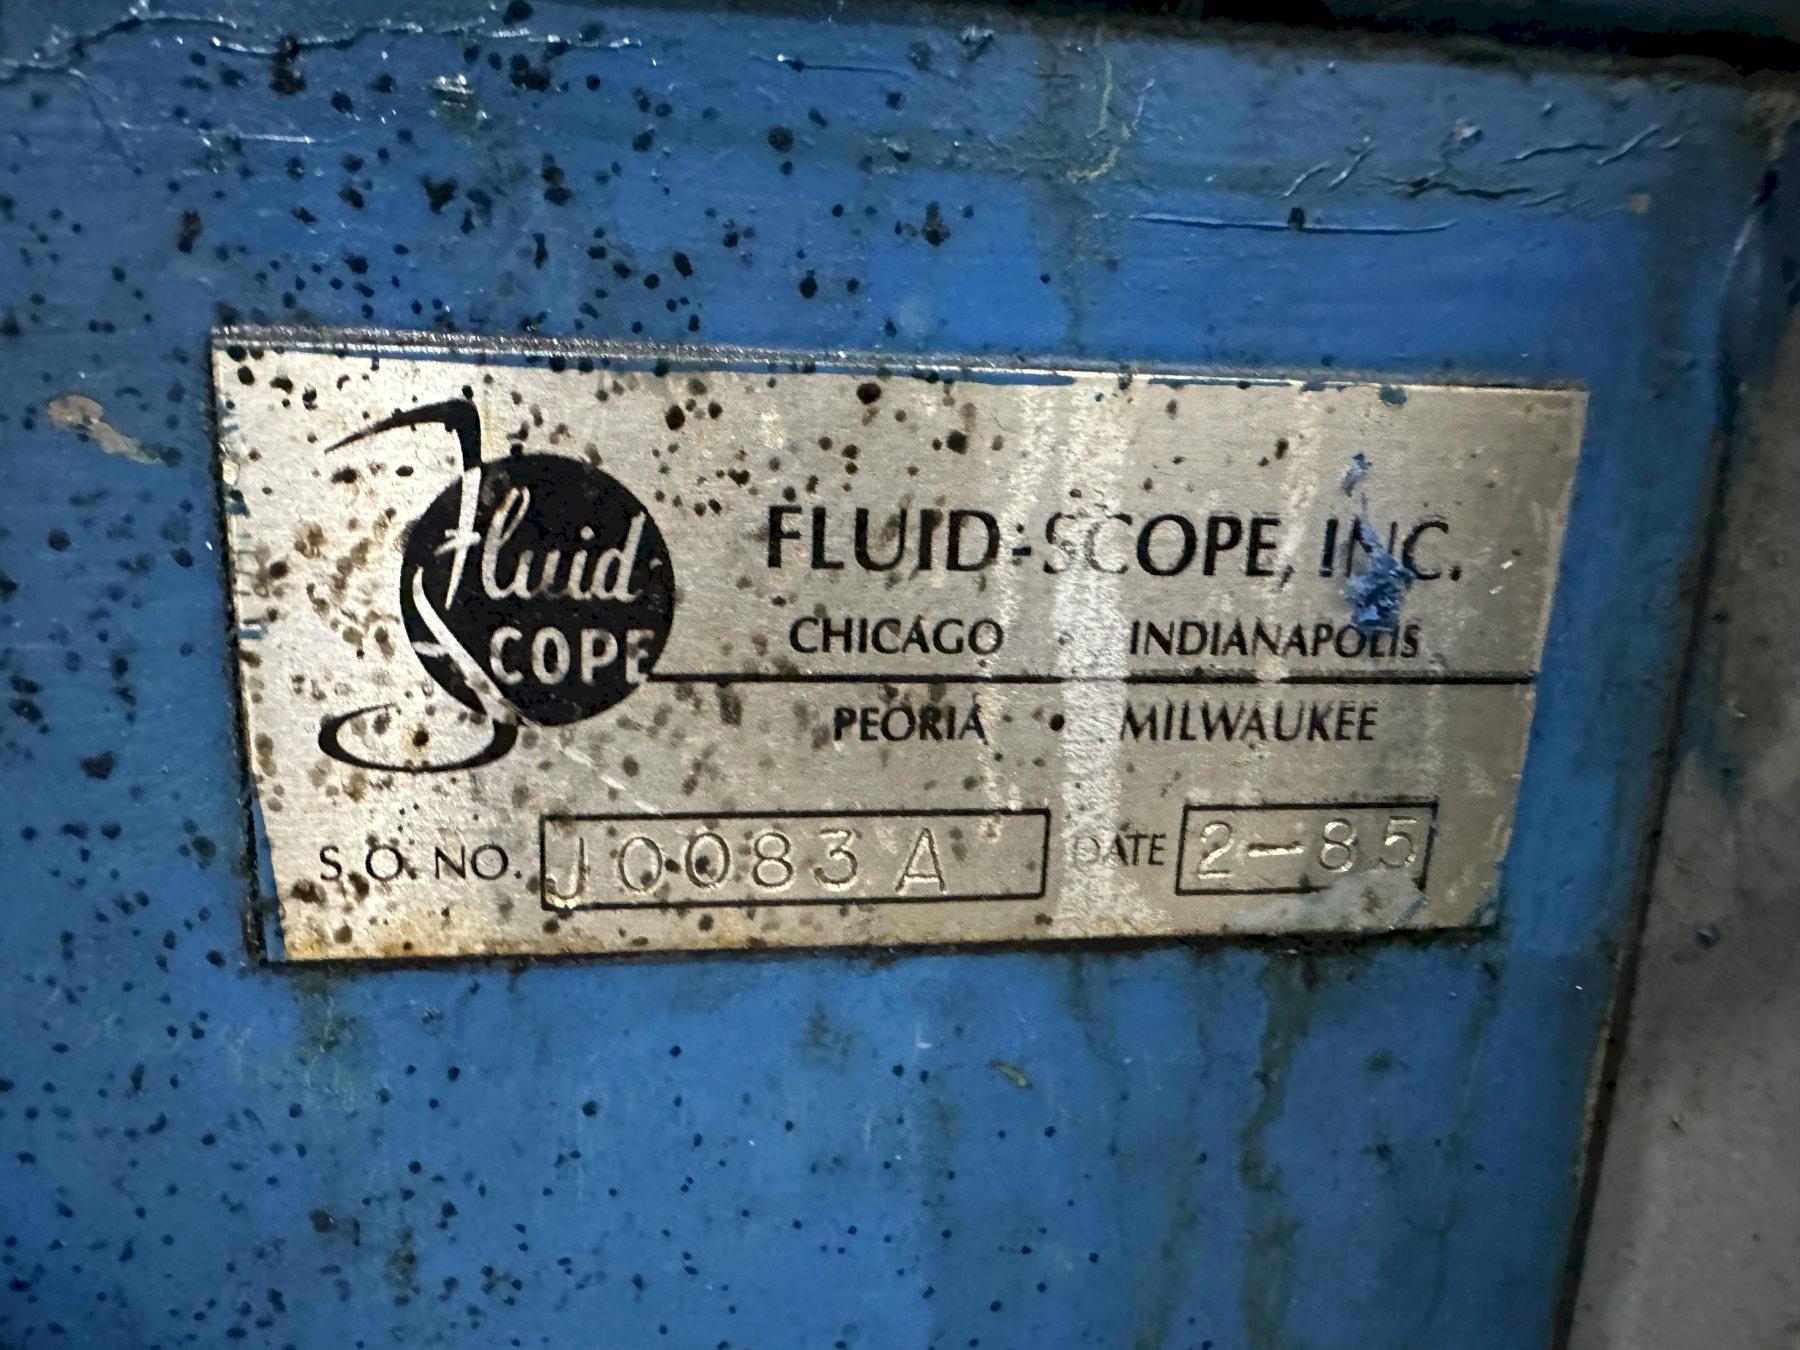 Fluid
SCOPE
FLUID-SCOPE, INC.
CHICAGO • INDIANAPOLIS
PEORIA • MILWAUKEE
S.O. NO. J0083A DATE 2-85